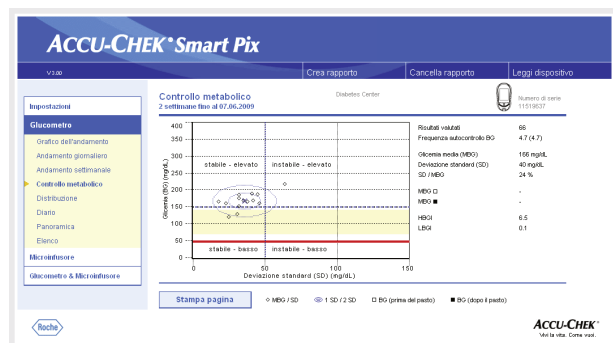 ACCU-CHEK® Smart Pix
V 3.00
Crea rapporto
Cancella rapporto
Leggi dispositivo
Impostazioni
Glucometro
Grafico dell'andamento
Andamento giornaliero
Andamento settimanale
Controllo metabolico
Distribuzione
Diario
Panoramica
Elenco
Microinfusore
Glucometro & Microinfusore
Roche
Controllo metabolico
2 settimane fino al 07.06.2009
Diabetes Center
Numero di serie
11519637
Glicemia (BG) (mg/dL)
400
350
300
250
200
150
100
50
0
stabile - elevato
instabile - elevato
stabile - basso
instabile - basso
0
50
100
150
Deviazione standard (SD) (mg/dL)
Risultati valutati 66
Frequenza autocontrollo BG 4.7 (4.7)
Glicemia media (MBG) 166 mg/dL
Deviazione standard (SD) 40 mg/dL
SD / MBG 24 %
MBG □ -
MBG ■ -
HBGI 6.5
LBGI 0.1
Stampa pagina
MBG / SD
1 SD / 2 SD
BG (prima del pasto)
BG (dopo il pasto)
ACCU-CHEK®
Vivi la vita. Come vuoi.